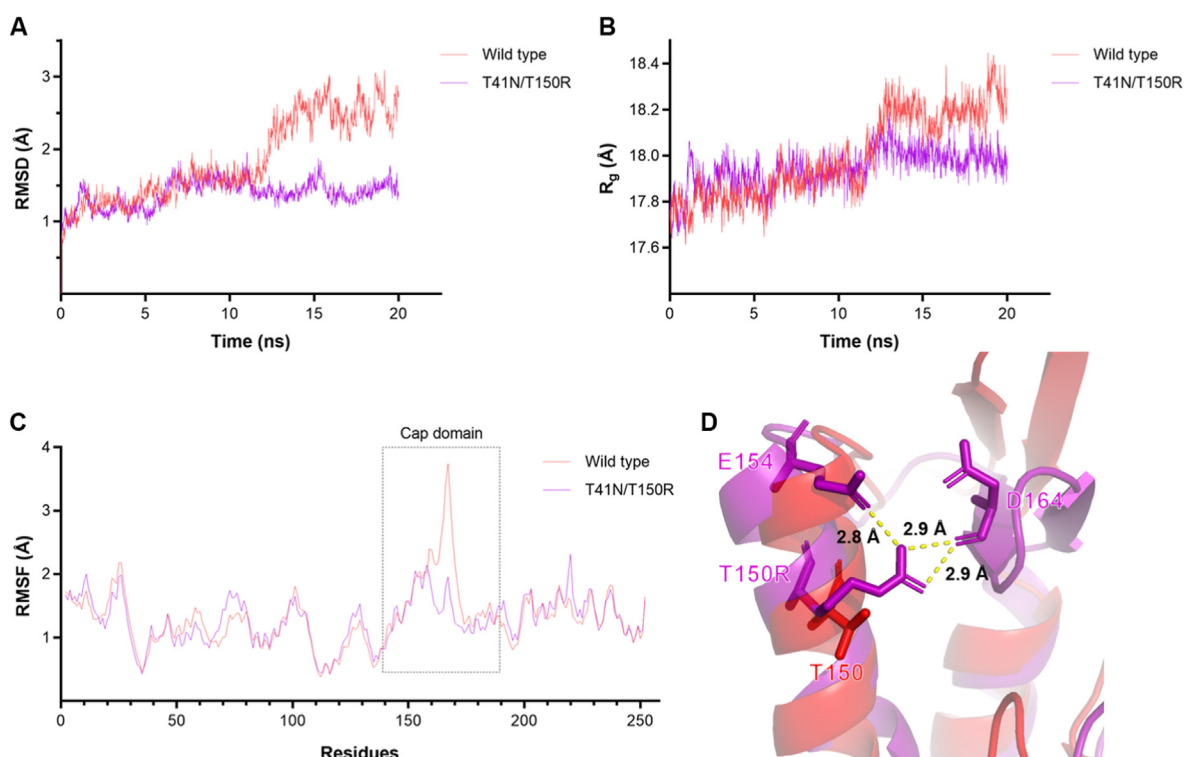 A
Wild type
T41N/T150R
RMSD (Å)
3
2
1
0 5 10 15 20
Time (ns)
B
Wild type
T41N/T150R
Rg (Å)
18.4
18.2
18.0
17.8
17.6
0 5 10 15 20
Time (ns)
C
Cap domain
Wild type
T41N/T150R
RMSF (Å)
4
3
2
1
0 50 100 150 200 250
Residues
D
E154
D164
2.8 Å
2.9 Å
T150R
2.9 Å
T150